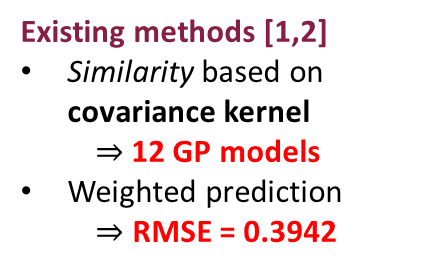 Existing methods [1,2]
• Similarity based on
covariance kernel
⇒ 12 GP models
• Weighted prediction
⇒ RMSE = 0.3942